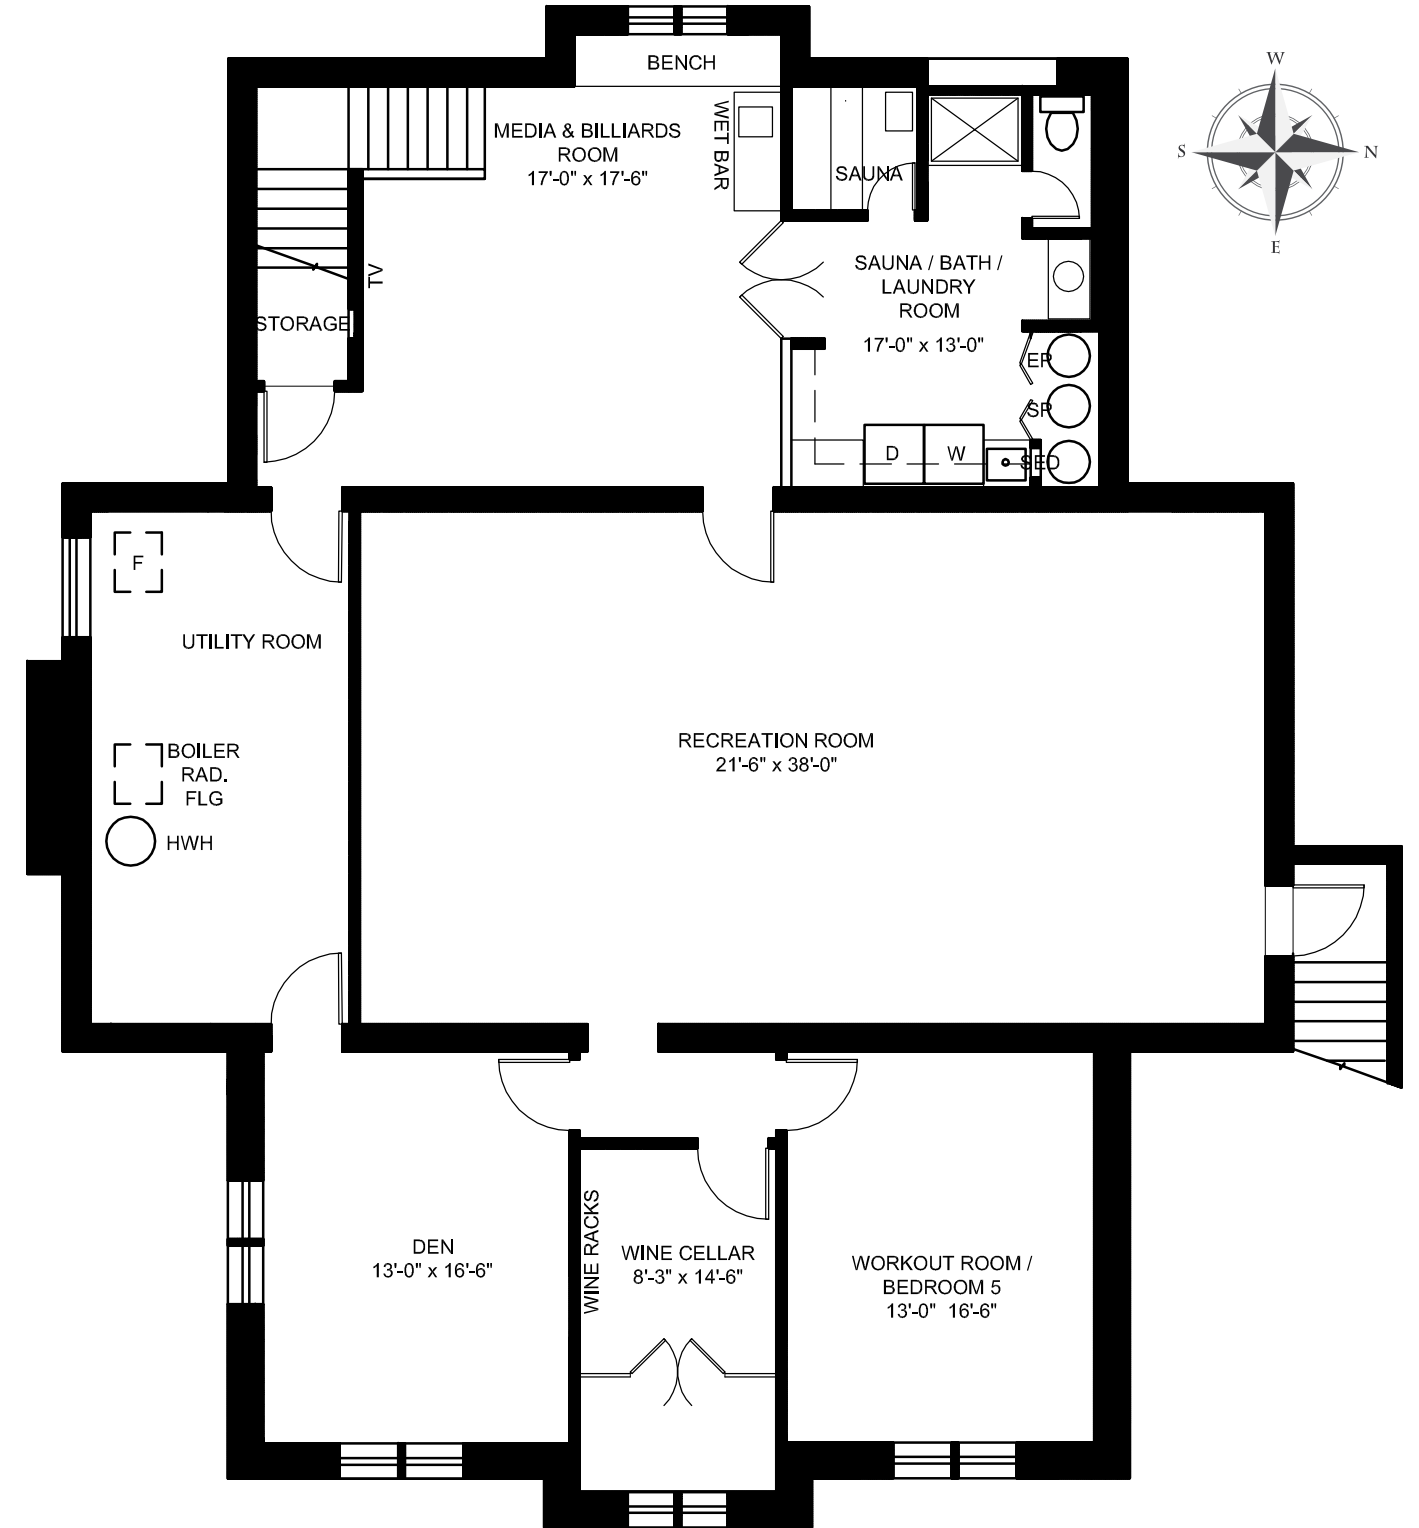 BENCH
W
S
N
E
MEDIA & BILLIARDS
ROOM
17'-0" x 17'-6"
WET BAR
SAUNA
TV
STORAGE
SAUNA / BATH /
LAUNDRY
ROOM
17'-0" x 13'-0"
EP
SP
SED
D
W
F
UTILITY ROOM
BOILER
RAD.
FLG
HWH
RECREATION ROOM
21'-6" x 38'-0"
DEN
13'-0" x 16'-6"
WINE RACKS
WINE CELLAR
8'-3" x 14'-6"
WORKOUT ROOM /
BEDROOM 5
13'-0" 16'-6"